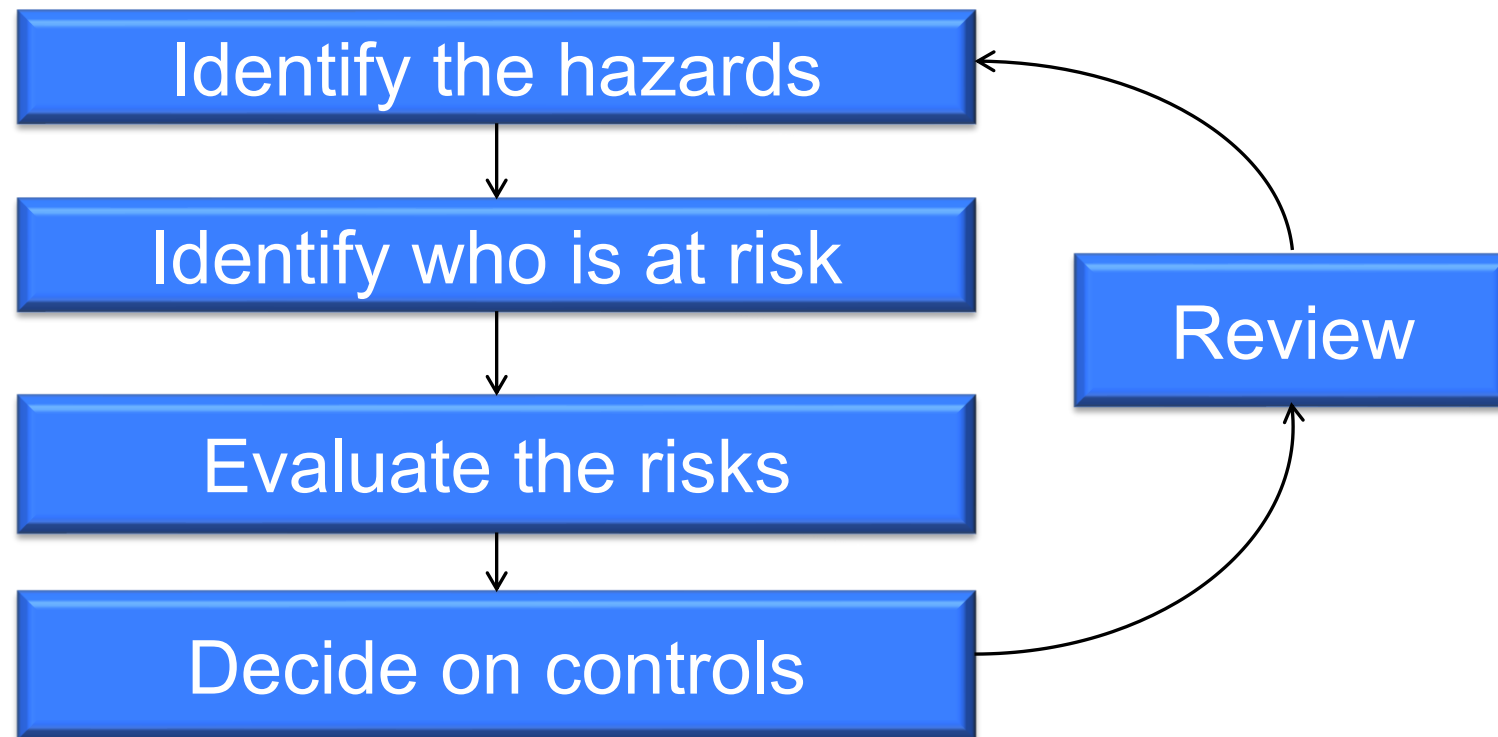 Identify the hazards
Identify who is at risk
Evaluate the risks
Decide on controls
Review